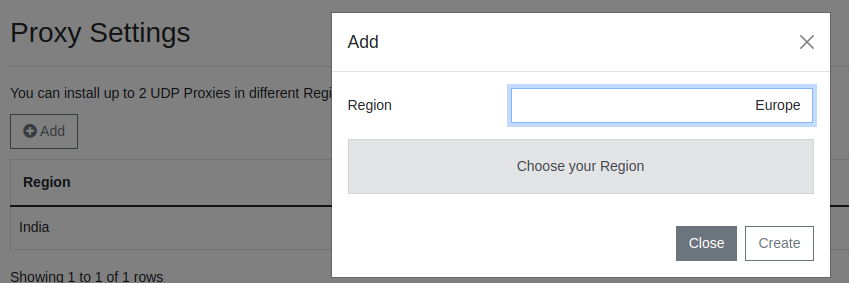 Proxy Settings
You can install up to 2 UDP Proxies in different Regi
Add
Region
India
Showing 1 to 1 of 1 rows
Add
Region
Europe
Choose your Region
Close
Create